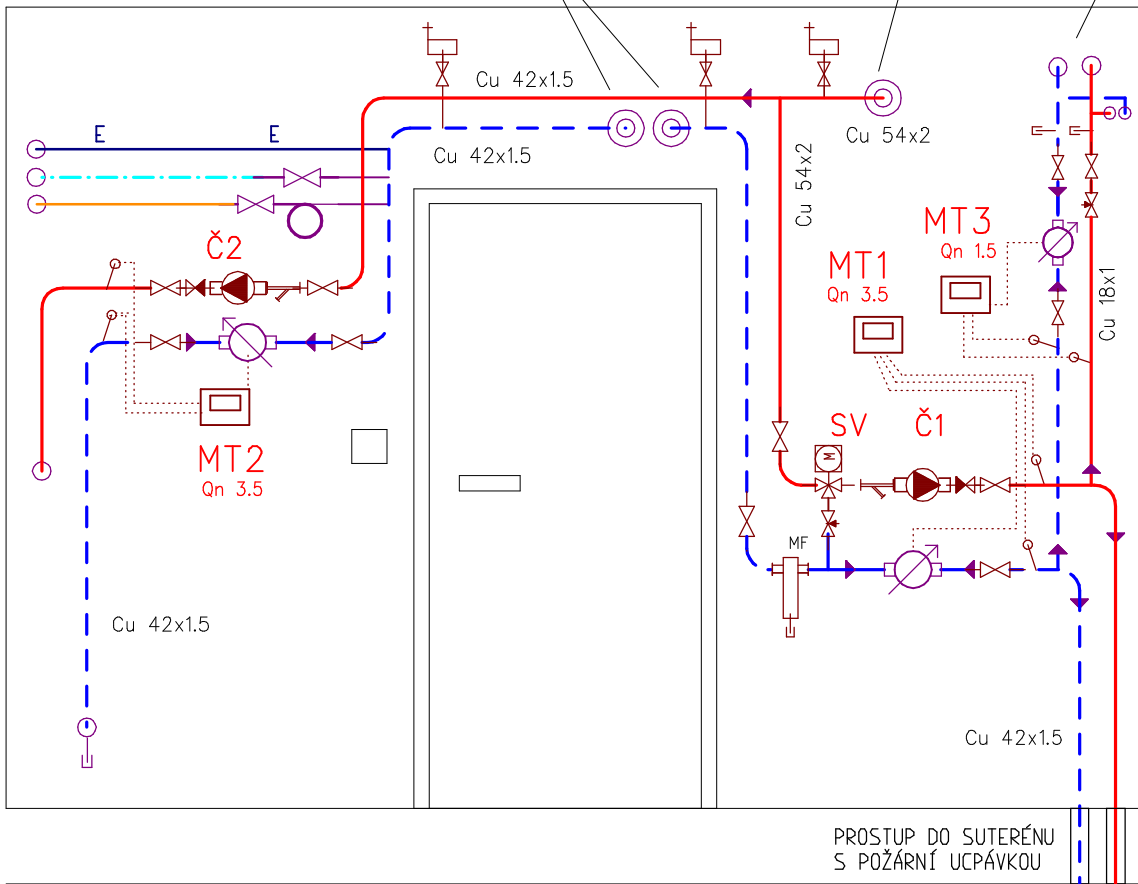 Cu 42x1.5
E
E
Cu 42x1.5
Cu 54x2
Cu 54x2
MT3
Qn 1.5
Č2
MT1
Qn 3.5
Cu 18x1
MT2
Qn 3.5
SV
Č1
M
MF
Cu 42x1.5
Cu 42x1.5
PROSTUP DO SUTERÉNU
S POŽÁRNÍ UCPÁVKOU